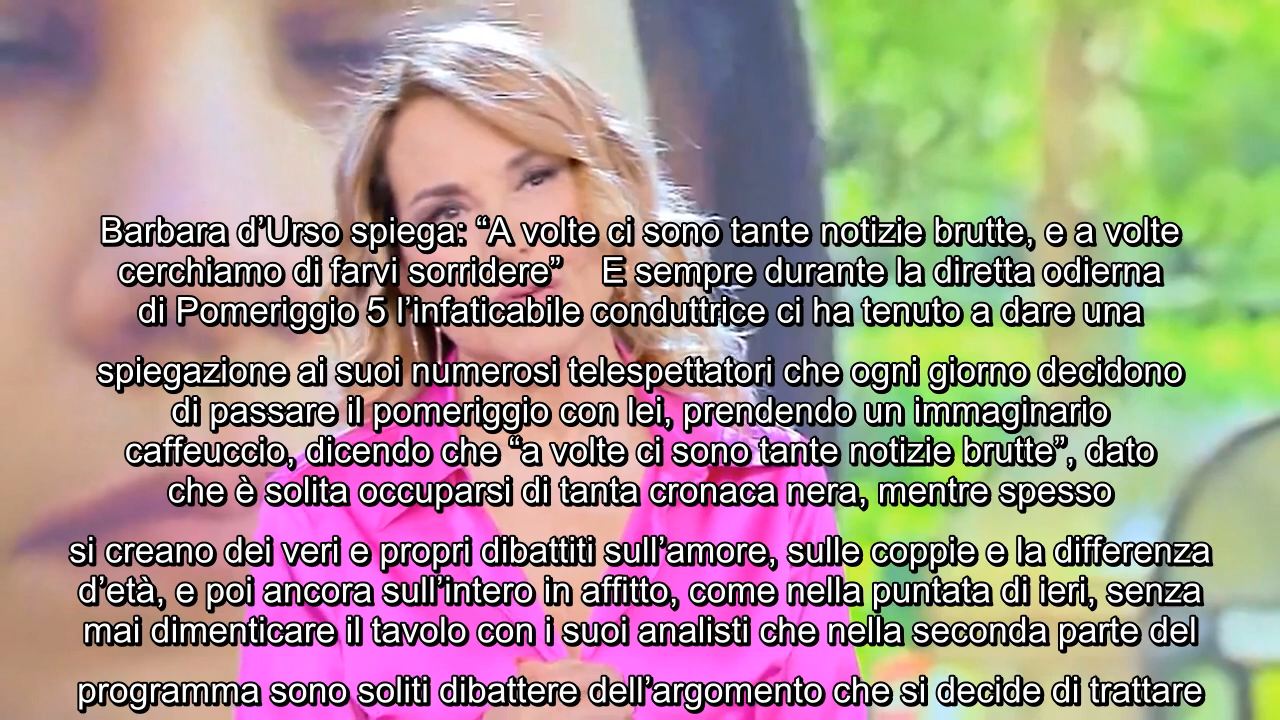 Barbara d’Urso spiega: “A volte ci sono tante notizie brutte, e a volte
cerchiamo di farvi sorridere” E sempre durante la diretta odierna
di Pomeriggio 5 l’infaticabile conduttrice ci ha tenuto a dare una
spiegazione ai suoi numerosi telespettatori che ogni giorno decidono
di passare il pomeriggio con lei, prendendo un immaginario
caffeuccio, dicendo che “a volte ci sono tante notizie brutte”, dato
che è solita occuparsi di tanta cronaca nera, mentre spesso
si creano dei veri e propri dibattiti sull’amore, sulle coppie e la differenza
d’età, e poi ancora sull’intero in affitto, come nella puntata di ieri, senza
mai dimenticare il tavolo con i suoi analisti che nella seconda parte del
programma sono soliti dibattere dell’argomento che si decide di trattare